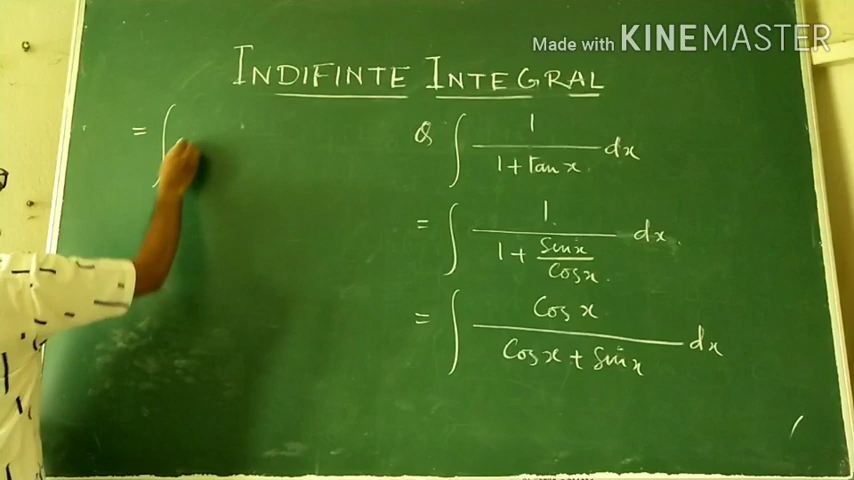 Made with KINEMASTER
INDIFINTE INTEGRAL
= ∫
Q ∫ 1 / (1 + tan x) dx
= ∫ 1 / (1 + Sin x / Cos x) dx
= ∫ Cos x / (Cos x + Sin x) dx